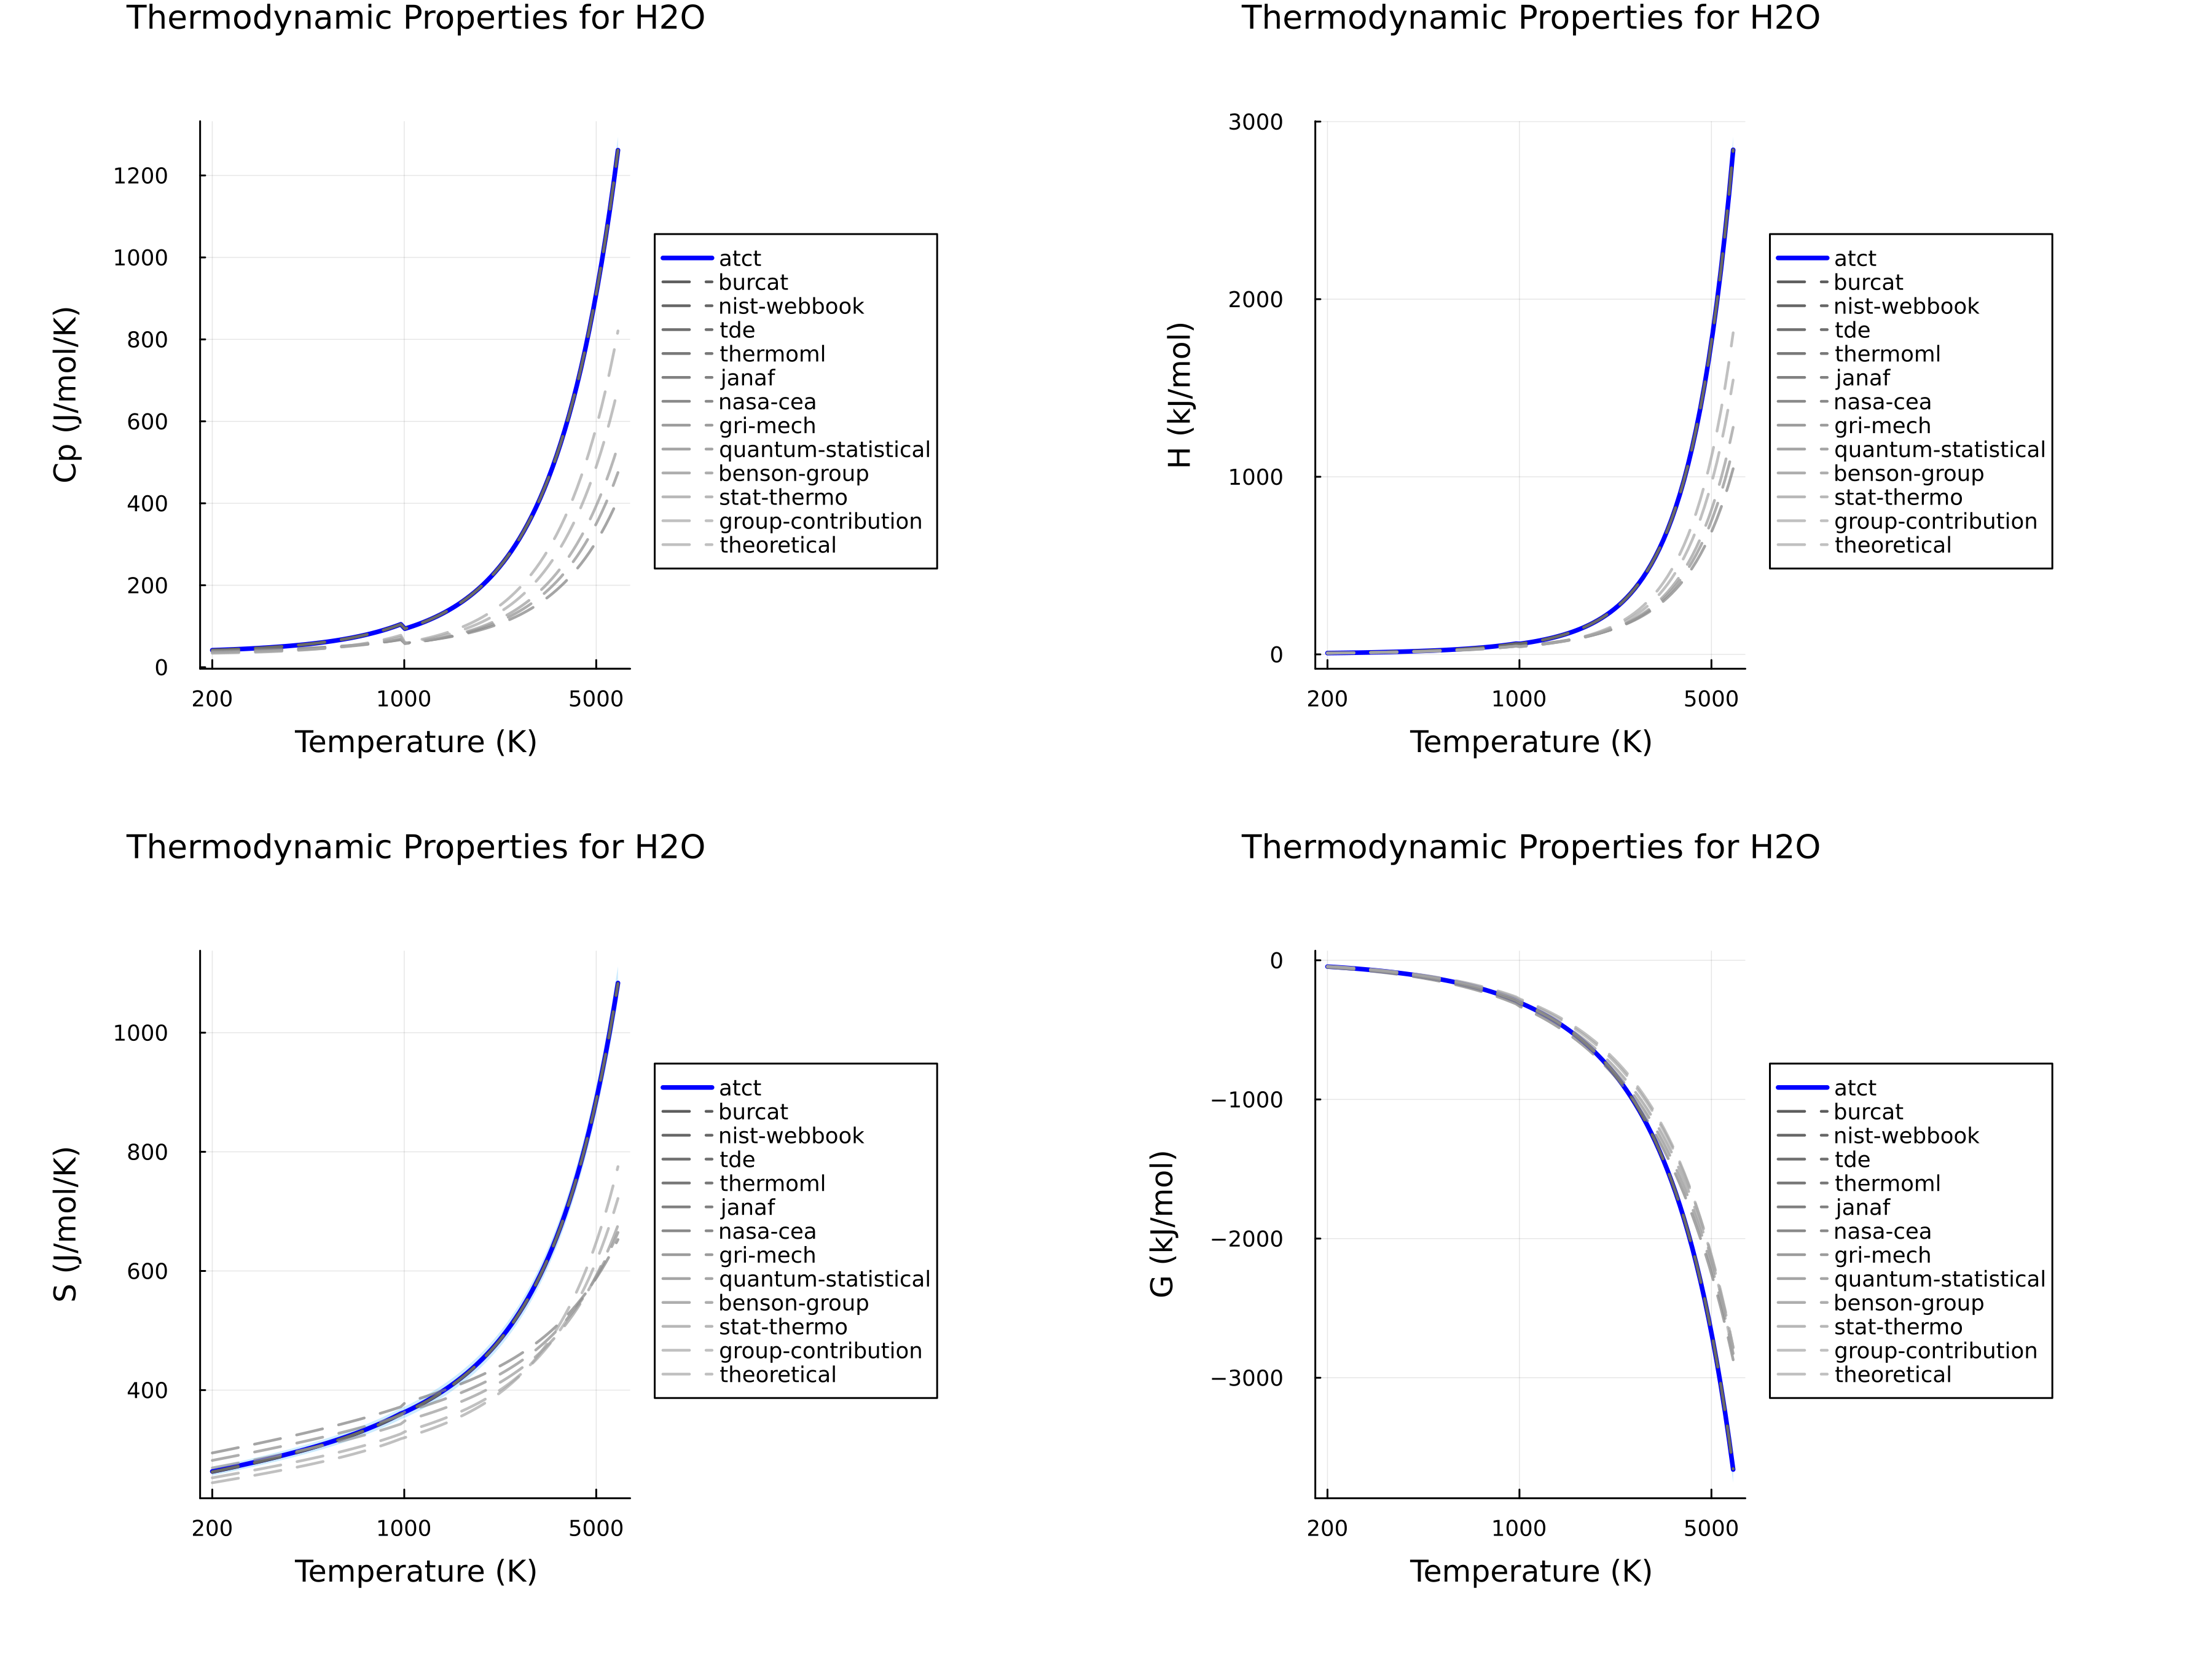 Thermodynamic Properties for H2O
Cp (J/mol/K)
1200
1000
800
600
400
200
0
200 1000 5000
Temperature (K)
atct
burcat
nist-webbook
tde
thermoml
janaf
nasa-cea
gri-mech
quantum-statistical
benson-group
stat-thermo
group-contribution
theoretical
Thermodynamic Properties for H2O
H (kJ/mol)
3000
2000
1000
0
200 1000 5000
Temperature (K)
atct
burcat
nist-webbook
tde
thermoml
janaf
nasa-cea
gri-mech
quantum-statistical
benson-group
stat-thermo
group-contribution
theoretical
Thermodynamic Properties for H2O
S (J/mol/K)
1000
800
600
400
200 1000 5000
Temperature (K)
atct
burcat
nist-webbook
tde
thermoml
janaf
nasa-cea
gri-mech
quantum-statistical
benson-group
stat-thermo
group-contribution
theoretical
Thermodynamic Properties for H2O
G (kJ/mol)
0
−1000
−2000
−3000
200 1000 5000
Temperature (K)
atct
burcat
nist-webbook
tde
thermoml
janaf
nasa-cea
gri-mech
quantum-statistical
benson-group
stat-thermo
group-contribution
theoretical